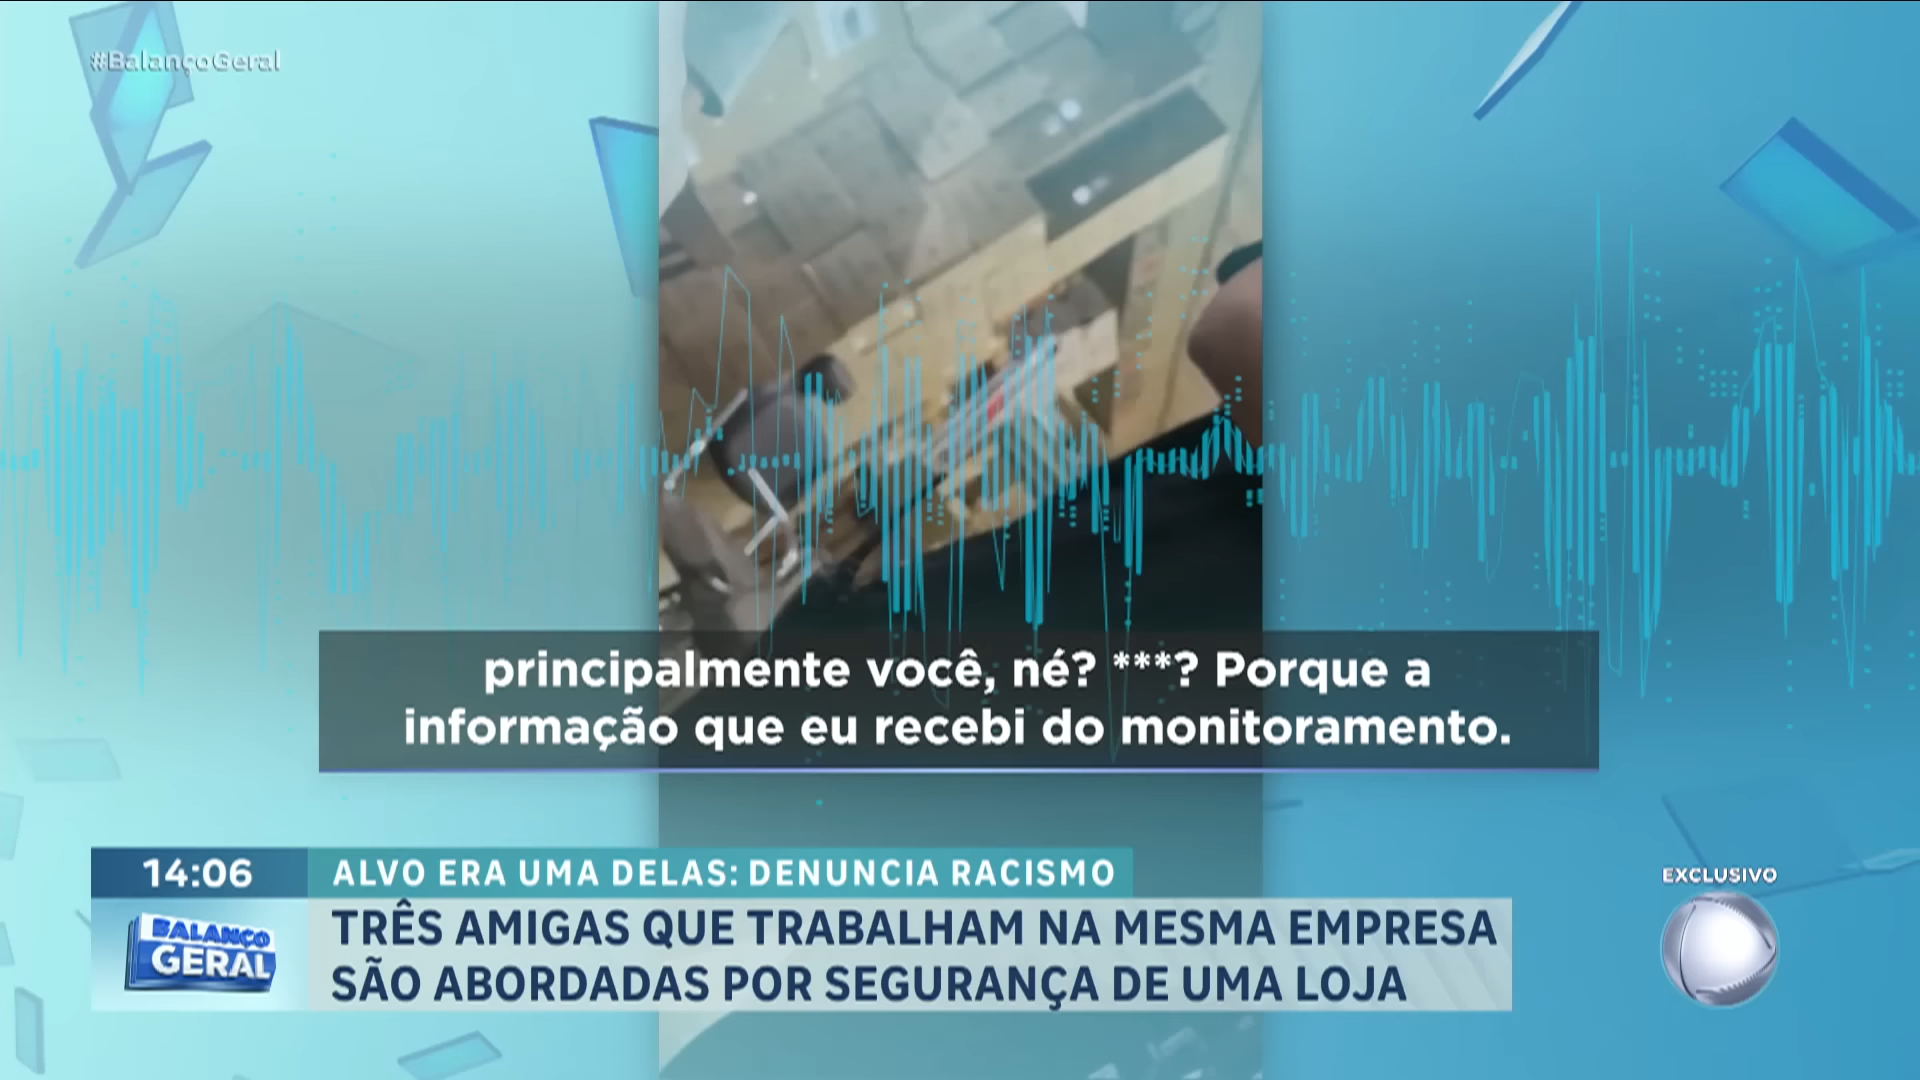 #BalançoGeral
principalmente você, né? ***? Porque a
informação que eu recebi do monitoramento.
14:06
ALVO ERA UMA DELAS: DENUNCIA RACISMO
EXCLUSIVO
BALANÇO
GERAL
TRÊS AMIGAS QUE TRABALHAM NA MESMA EMPRESA
SÃO ABORDADAS POR SEGURANÇA DE UMA LOJA